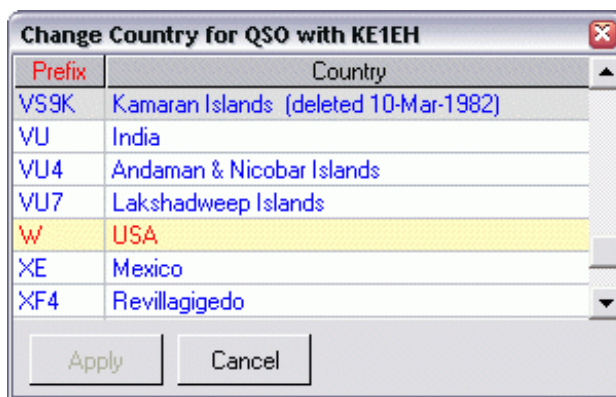 Change Country for QSO with KE1EH
Prefix Country
VS9K Kamaran Islands (deleted 10-Mar-1982)
VU India
VU4 Andaman & Nicobar Islands
VU7 Lakshadweep Islands
W USA
XE Mexico
XF4 Revillagigedo
Apply Cancel